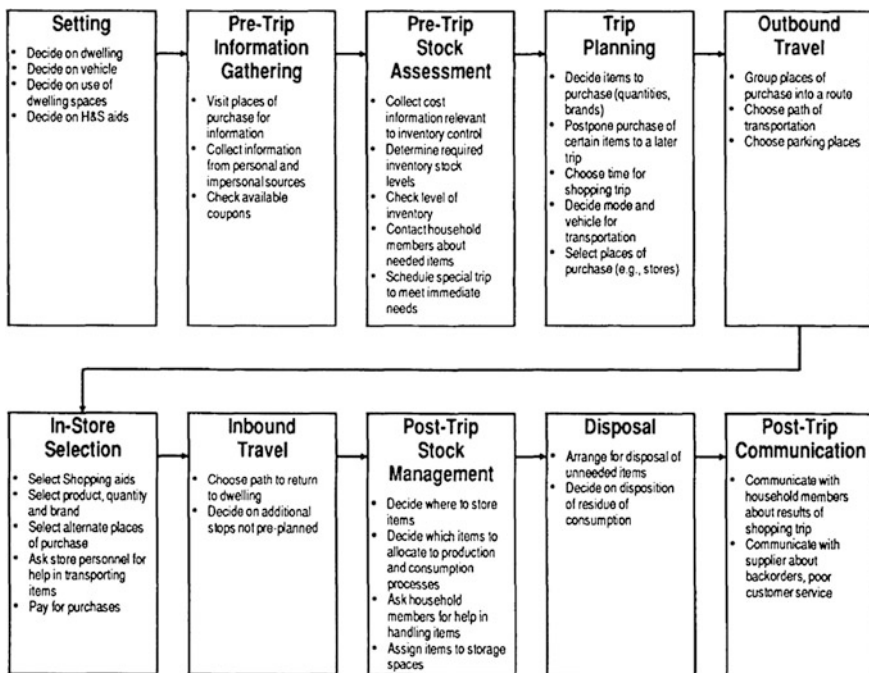 Setting
• Decide on dwelling
• Decide on vehicle
• Decide on use of
dwelling spaces
• Decide on H&S aids
Pre-Trip
Information
Gathering
• Visit places of
purchase for
information
• Collect information
from personal and
impersonal sources
• Check available
coupons
Pre-Trip
Stock
Assessment
• Collect cost
information relevant
to inventory control
• Determine required
inventory stock
levels
• Check level of
inventory
• Contact household
members about
needed items
• Schedule special trip
to meet immediate
needs
Trip
Planning
• Decide items to
purchase (quantities,
brands)
• Postpone purchase of
certain items to a later
trip
• Choose time for
shopping trip
• Decide mode and
vehicle for
transportation
• Select places of
purchase (e.g., stores)
Outbound
Travel
• Group places of
purchase into a route
• Choose path of
transportation
• Choose parking places
In-Store
Selection
• Select Shopping aids
• Select product, quantity
and brand
• Select alternate places
of purchase
• Ask store personnel for
help in transporting
items
• Pay for purchases
Inbound
Travel
• Choose path to return
to dwelling
• Decide on additional
stops not pre-planned
Post-Trip
Stock
Management
• Decide where to store
items
• Decide which items to
allocate to production
and consumption
processes
• Ask household
members for help in
handling items
• Assign items to storage
spaces
Disposal
• Arrange for disposal of
unneeded items
• Decide on disposition
of residue of
consumption
Post-Trip
Communication
• Communicate with
household members
about results of
shopping trip
• Communicate with
supplier about
backorders, poor
customer service